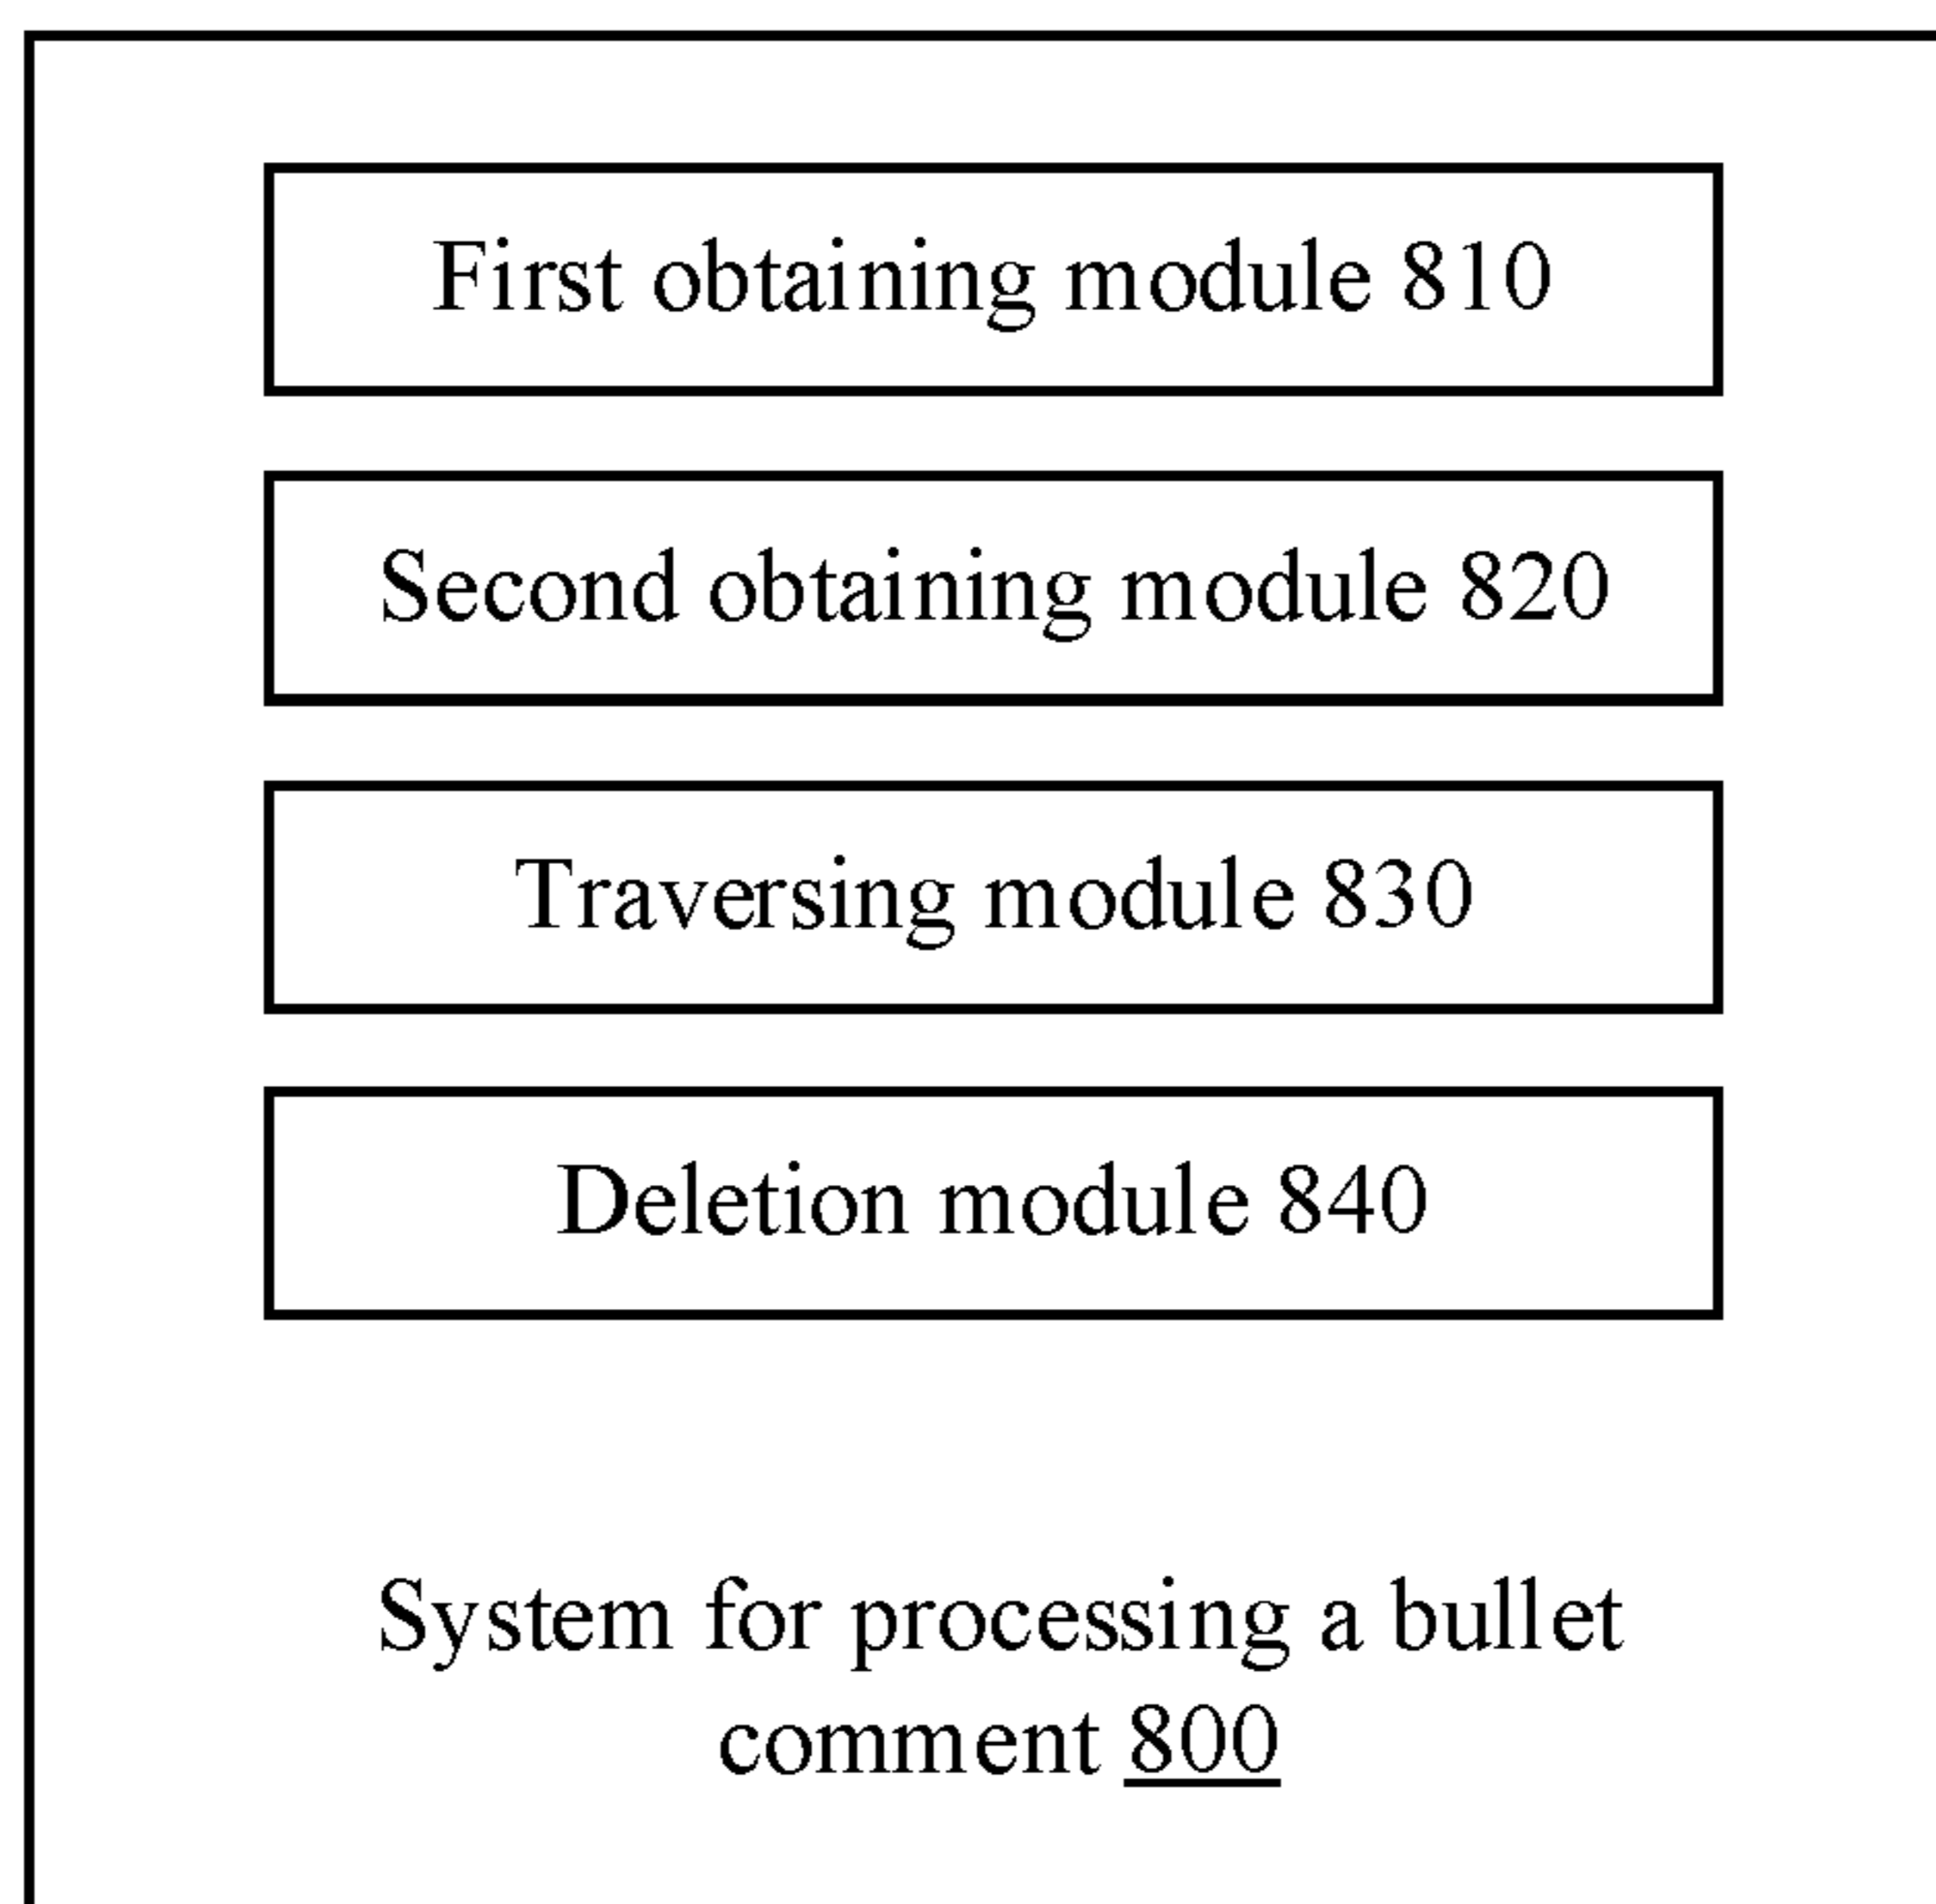 First obtaining module 810
Second obtaining module 820
Traversing module 830
Deletion module 840
System for processing a bullet
comment 800